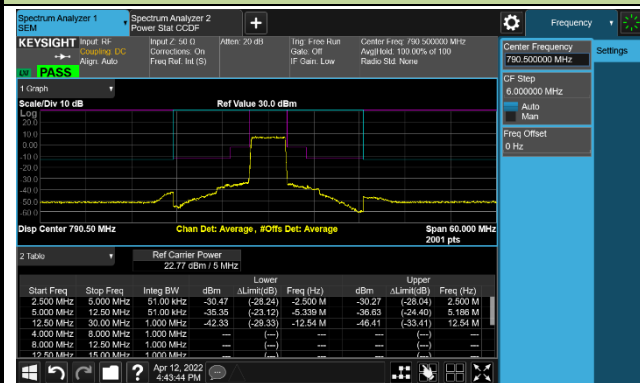 Spectrum Analyzer 1
SEM
Spectrum Analyzer 2
Power Stat CCDF
Frequency
KEYSIGHT
Input: RF
Coupling: DC
Align: Auto
Input Z: 50 Ω
Corrections: On
Freq Ref: Int (S)
Atten: 20 dB
Trig: Free Run
Gate: Off
IF Gain: Low
Center Freq: 790.500000 MHz
Avg|Hold: 100.00% of 100
Radio Std: None
PASS
Center Frequency
790.500000 MHz
Settings
CF Step
6.000000 MHz
Auto
Man
Freq Offset
0 Hz
1 Graph
Scale/Div 10 dB
Ref Value 30.0 dBm
Log
20.0
10.0
0.00
-10.0
-20.0
-30.0
-40.0
-50.0
-60.0
Disp Center 790.50 MHz
Chan Det: Average, #Offs Det: Average
Span 60.000 MHz
2001 pts
2 Table
Ref Carrier Power
22.77 dBm / 5 MHz
Lower Upper
Start Freq Stop Freq Integ BW dBm ΔLimit(dB) Freq (Hz) dBm ΔLimit(dB) Freq (Hz)
2.500 MHz 5.000 MHz 51.00 kHz -30.47 (-28.24) -2.500 M -30.27 (-28.04) 2.500 M
5.000 MHz 12.50 MHz 51.00 kHz -35.35 (-23.12) -5.339 M -36.63 (-24.40) 5.186 M
12.50 MHz 30.00 MHz 1.000 MHz -42.33 (-29.33) -12.54 M -46.41 (-33.41) 12.54 M
4.000 MHz 8.000 MHz 1.000 MHz --- (---) --- --- (---) ---
8.000 MHz 12.50 MHz 1.000 MHz --- (---) --- --- (---) ---
12.50 MHz 15.00 MHz 1.000 MHz --- (---) --- --- (---) ---
Apr 12, 2022
4:43:44 PM